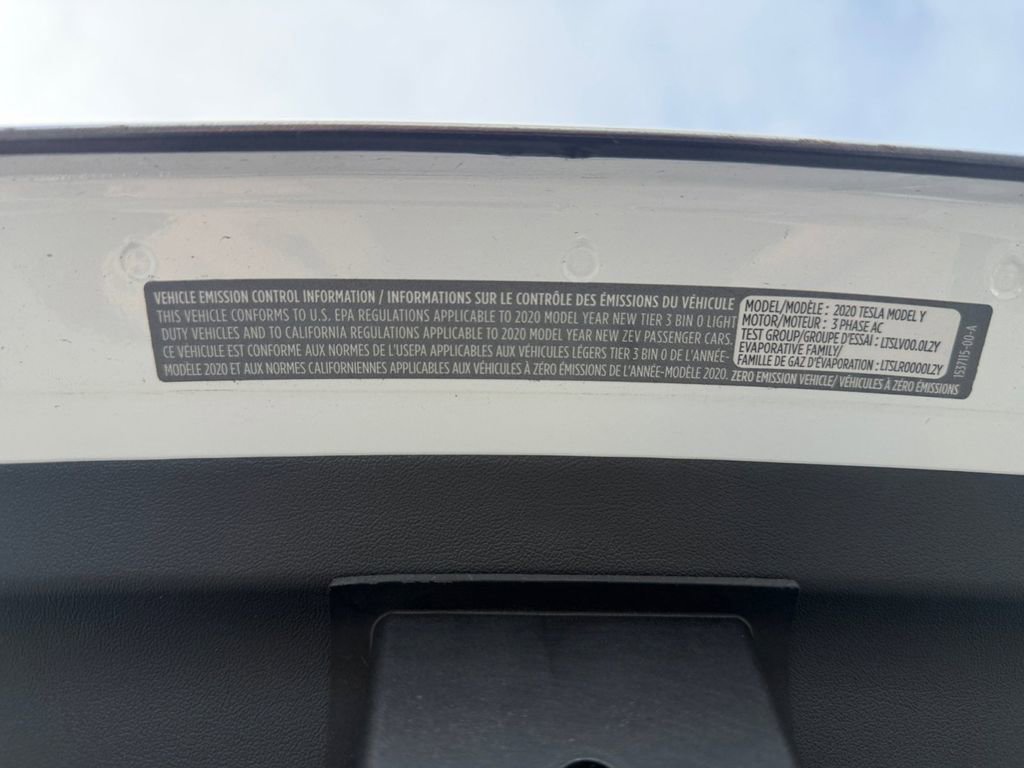 VEHICLE EMISSION CONTROL INFORMATION / INFORMATIONS SUR LE CONTRÔLE DES ÉMISSIONS DU VÉHICULE
THIS VEHICLE CONFORMS TO U.S. EPA REGULATIONS APPLICABLE TO 2020 MODEL YEAR NEW TIER 3 BIN 0 LIGHT
DUTY VEHICLES AND TO CALIFORNIA REGULATIONS APPLICABLE TO 2020 MODEL YEAR NEW ZEV PASSENGER CARS.
CE VEHICULE EST CONFORME AUX NORMES DE L'USEPA APPLICABLES AUX VÉHICULES LÉGERS TIER 3 BIN 0 DE L'ANNÉE-
MODÈLE 2020 ET AUX NORMES CALIFORNIENNES APPLICABLES AUX VÉHICULES À ZÉRO ÉMISSIONS DE L'ANNÉE-MODÈLE 2020. ZERO EMISSION VEHICLE/ VÉHICULES À ZÉRO ÉMISSIONS
MODEL/MODÈLE : 2020 TESLA MODEL Y
MOTOR/MOTEUR : 3 PHASE AC
TEST GROUP/GROUPE D'ESSAI : LTSLV00.0L2Y
EVAPORATIVE FAMILY/
FAMILLE DE GAZ D'ÉVAPORATION : LTSLR0000L2Y
1537115-00-A